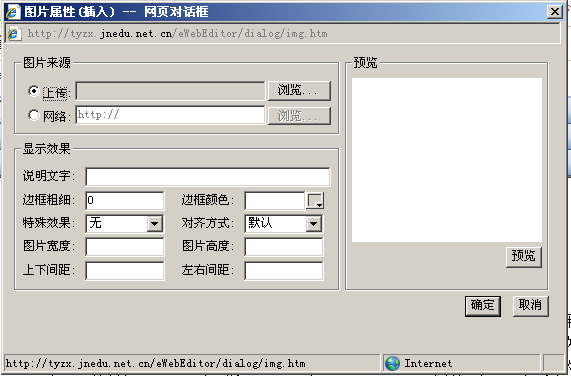 图片属性(插入) -- 网页对话框
http://tyzx.jnedu.net.cn/eWebEditor/dialog/img.htm
图片来源
上传:
浏览...
网络:
http://
浏览...
显示效果
说明文字:
边框粗细:
0
边框颜色:
特殊效果:
无
对齐方式:
默认
图片宽度:
图片高度:
上下间距:
左右间距:
预览
预览
确定
取消
http://tyzx.jnedu.net.cn/eWebEditor/dialog/img.htm
Internet